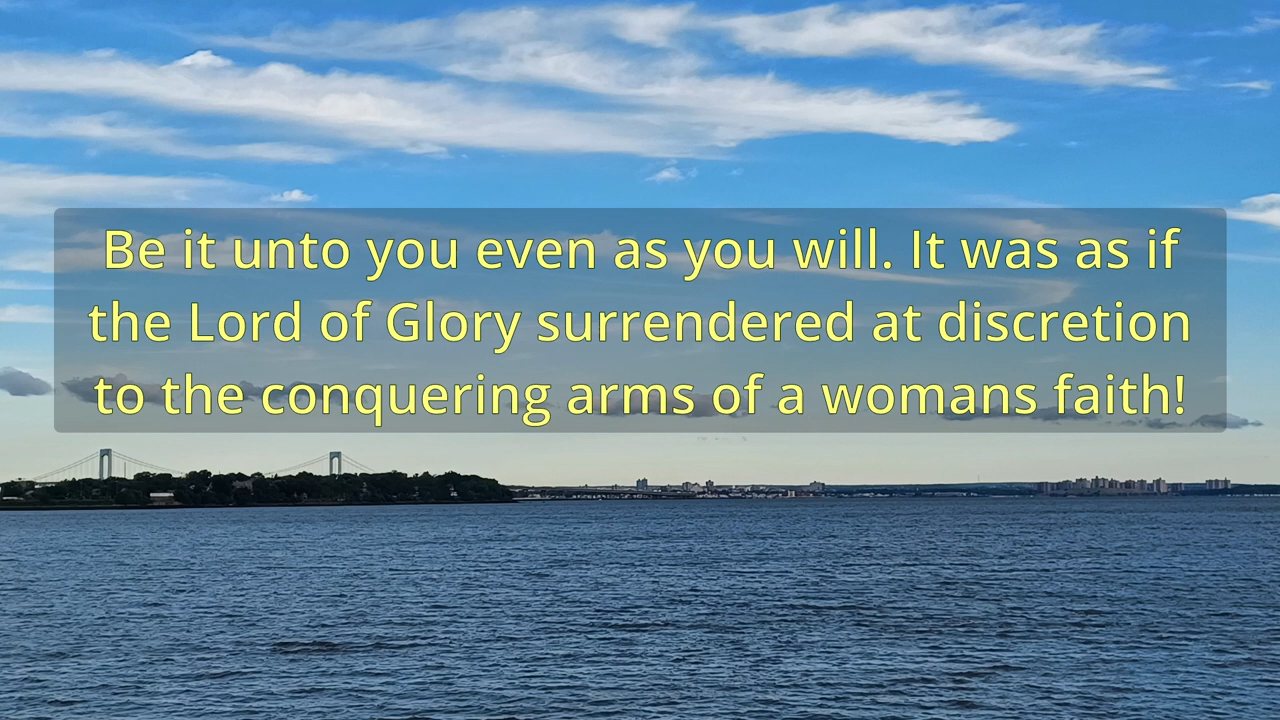 Be it unto you even as you will. It was as if
the Lord of Glory surrendered at discretion
to the conquering arms of a womans faith!